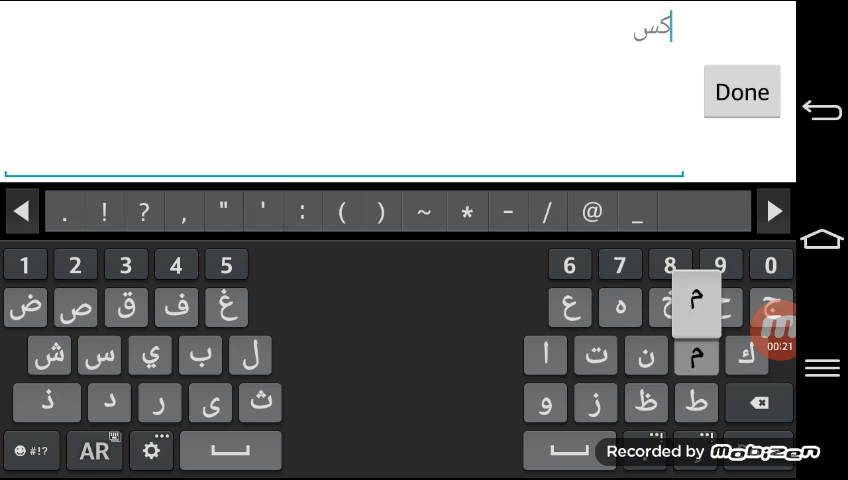 كس
Done
. ! ? , " ' : ( ) ~ * - / @ _
1 2 3 4 5 6 7 8 9 0
ض ص ق ف غ ع ه خ م ح ج
00:21
ش س ي ب ل ا ت ن م ك
ذ د ر ى ث و ز ظ ط
#!? AR
Recorded by Mobizen